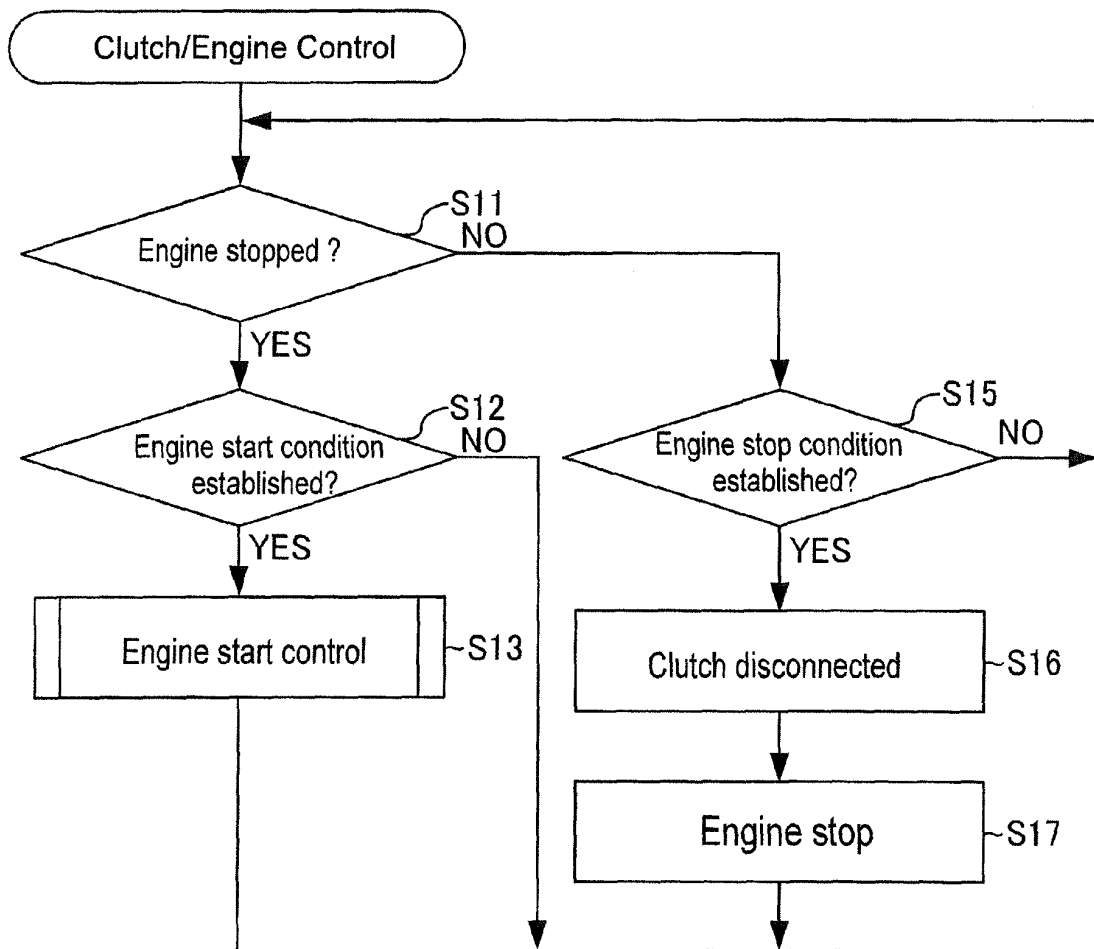 Clutch/Engine Control
S11
Engine stopped ?
NO
YES
S12
Engine start condition
established?
NO
YES
S15
Engine stop condition
established?
NO
YES
Engine start control
S13
Clutch disconnected
S16
Engine stop
S17